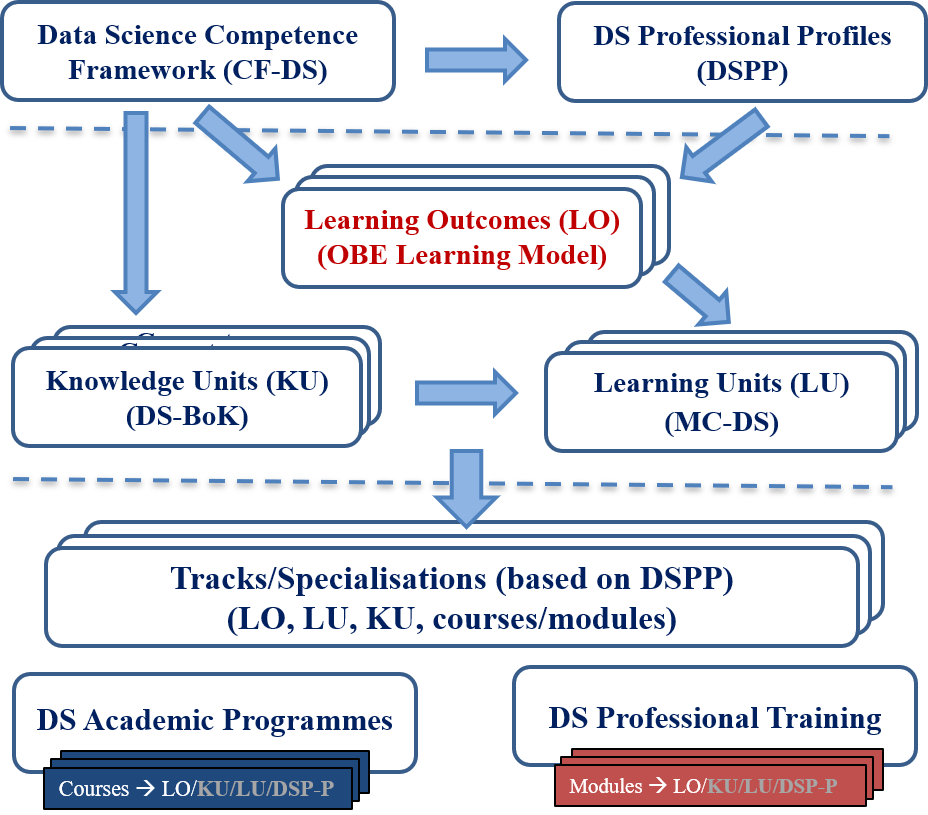 Data Science Competence
Framework (CF-DS)
DS Professional Profiles
(DSPP)
Learning Outcomes (LO)
(OBE Learning Model)
Knowledge Units (KU)
(DS-BoK)
Learning Units (LU)
(MC-DS)
Tracks/Specialisations (based on DSPP)
(LO, LU, KU, courses/modules)
DS Academic Programmes
Courses → LO/KU/LU/DSP-P
DS Professional Training
Modules → LO/KU/LU/DSP-P